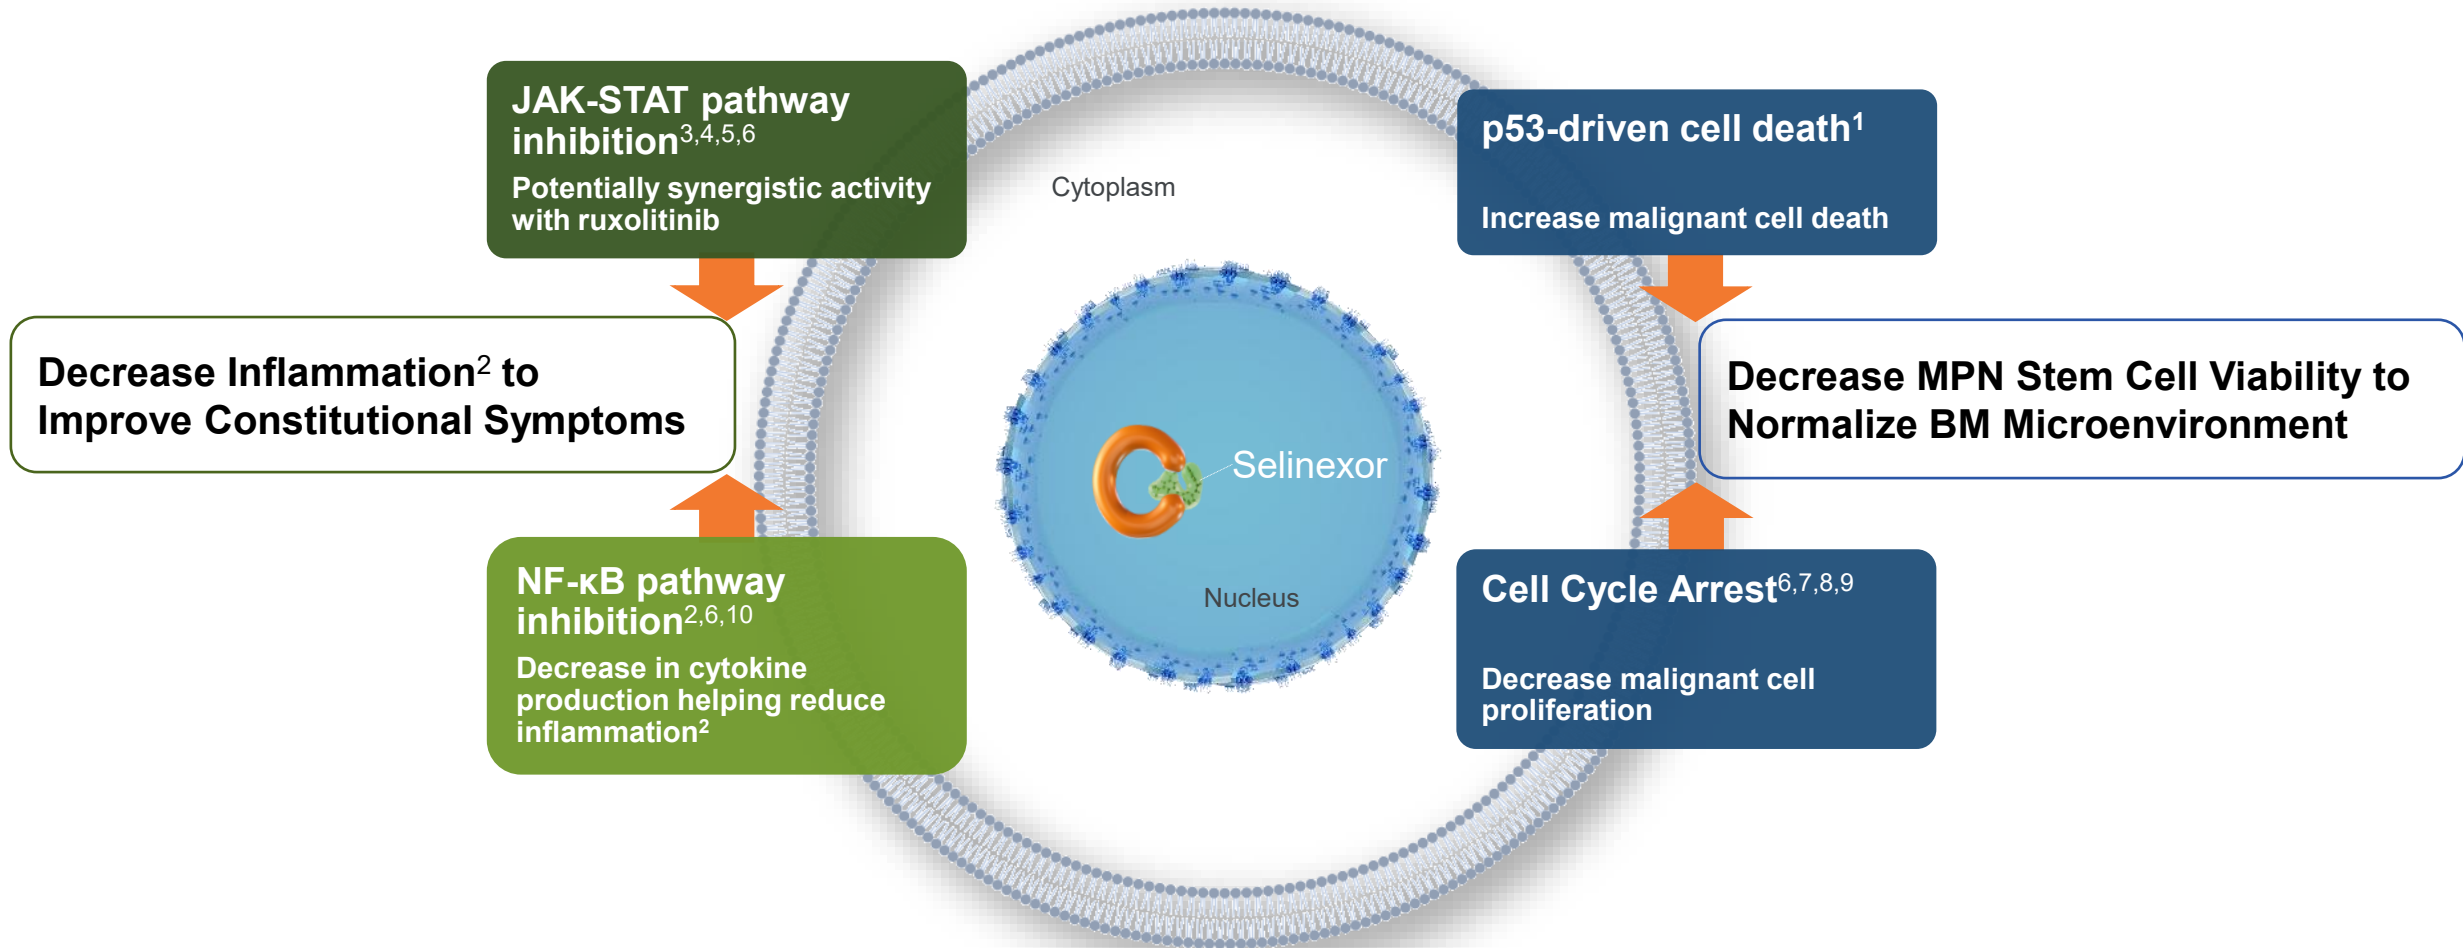 JAK-STAT pathway
inhibition3,4,5,6
Potentially synergistic activity
with ruxolitinib
Decrease Inflammation2 to
Improve Constitutional Symptoms
NF-κB pathway
inhibition2,6,10
Decrease in cytokine
production helping reduce
inflammation2
Cytoplasm
Selinexor
Nucleus
p53-driven cell death1
Increase malignant cell death
Decrease MPN Stem Cell Viability to
Normalize BM Microenvironment
Cell Cycle Arrest6,7,8,9
Decrease malignant cell
proliferation